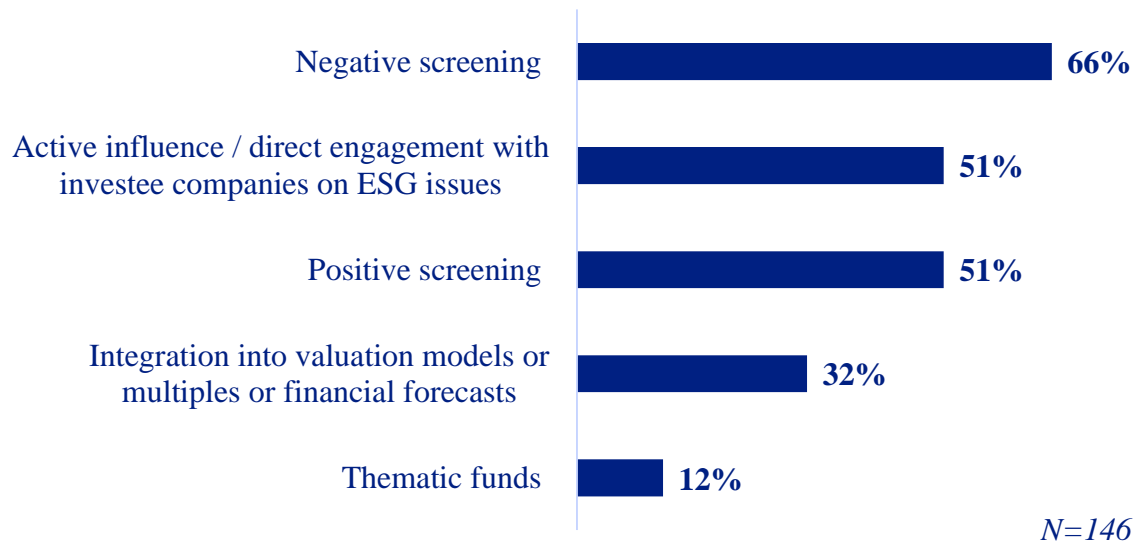 Negative screening
66%
Active influence / direct engagement with
investee companies on ESG issues
51%
Positive screening
51%
Integration into valuation models or
multiples or financial forecasts
32%
Thematic funds
12%
N=146